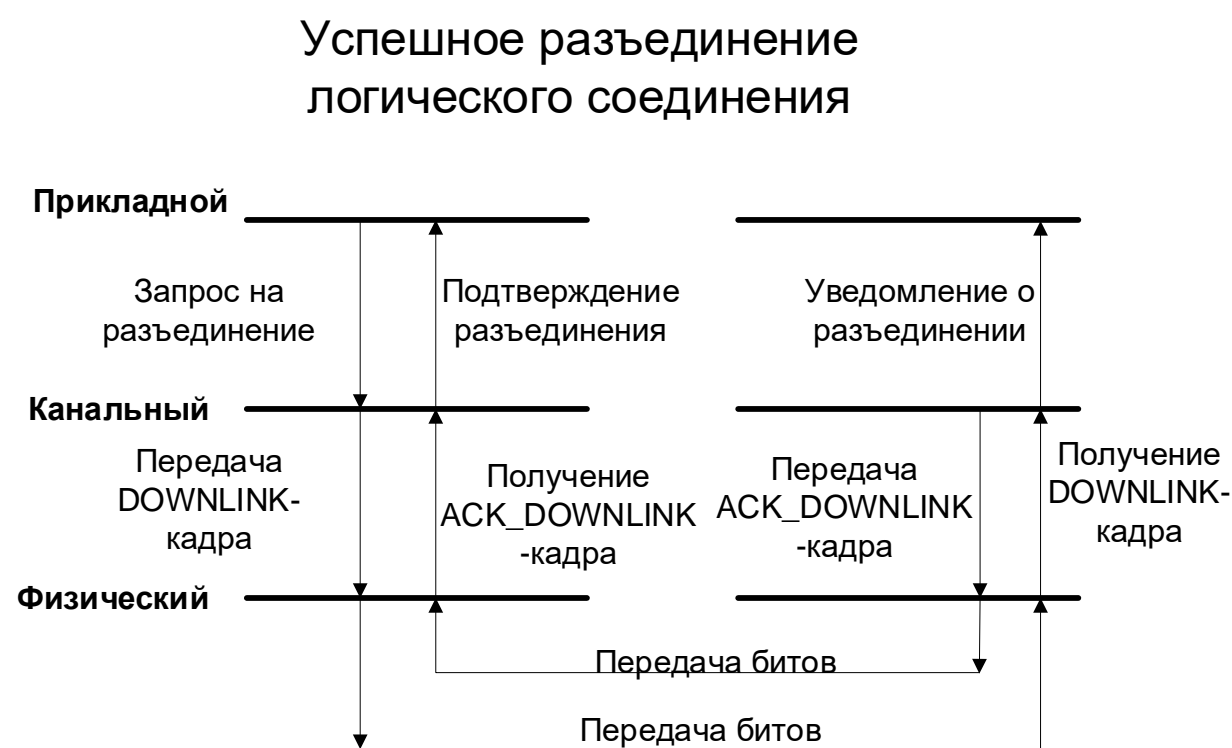 Успешное разъединение
логического соединения
Прикладной
Запрос на
разъединение
Подтверждение
разъединения
Уведомление о
разъединении
Канальный
Передача
DOWNLINK-
кадра
Получение
ACK_DOWNLINK
-кадра
Передача
ACK_DOWNLINK
-кадра
Получение
DOWNLINK-
кадра
Физический
Передача битов
Передача битов